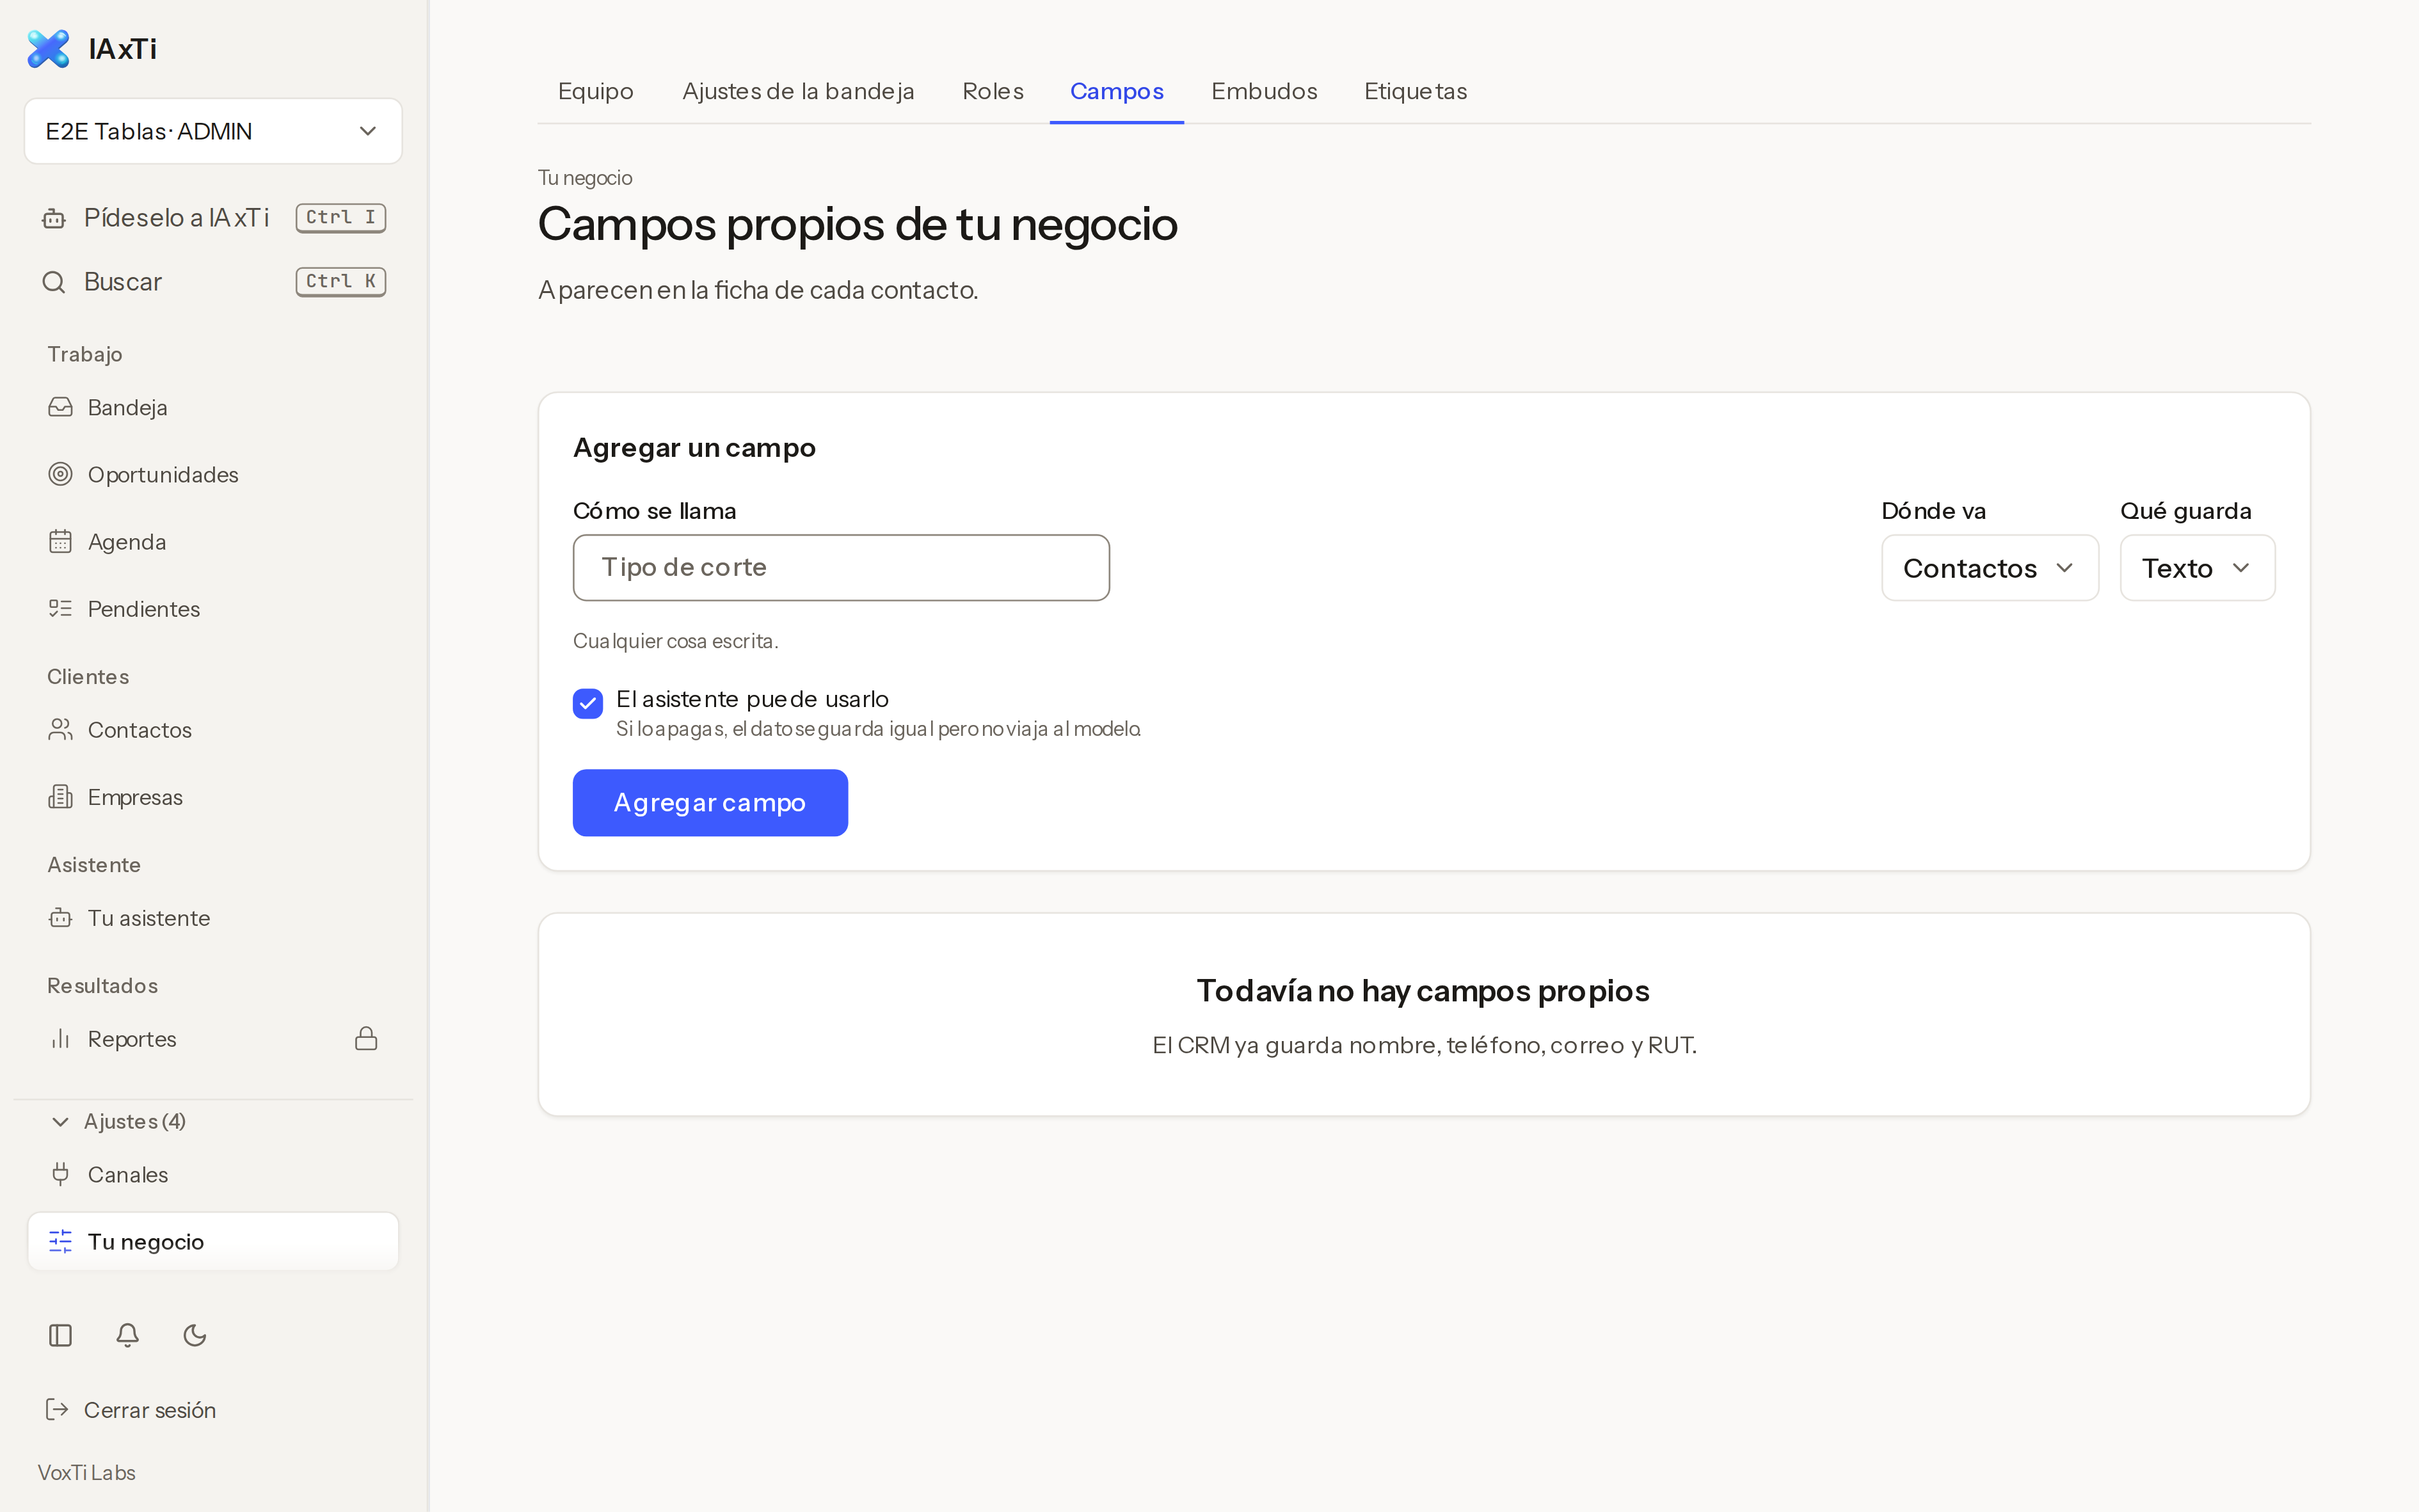 IAxTi
E2E Tablas · ADMIN
Pídeselo a IAxTi
Ctrl I
Buscar
Ctrl K
Trabajo
Bandeja
Oportunidades
Agenda
Pendientes
Clientes
Contactos
Empresas
Asistente
Tu asistente
Resultados
Reportes
Ajustes (4)
Canales
Tu negocio
Cerrar sesión
VoxTi Labs
Equipo
Ajustes de la bandeja
Roles
Campos
Embudos
Etiquetas
Tu negocio
Campos propios de tu negocio
Aparecen en la ficha de cada contacto.
Agregar un campo
Cómo se llama
Dónde va
Qué guarda
Tipo de corte
Contactos
Texto
Cualquier cosa escrita.
El asistente puede usarlo
Si lo apagas, el dato se guarda igual pero no viaja al modelo.
Agregar campo
Todavía no hay campos propios
El CRM ya guarda nombre, teléfono, correo y RUT.